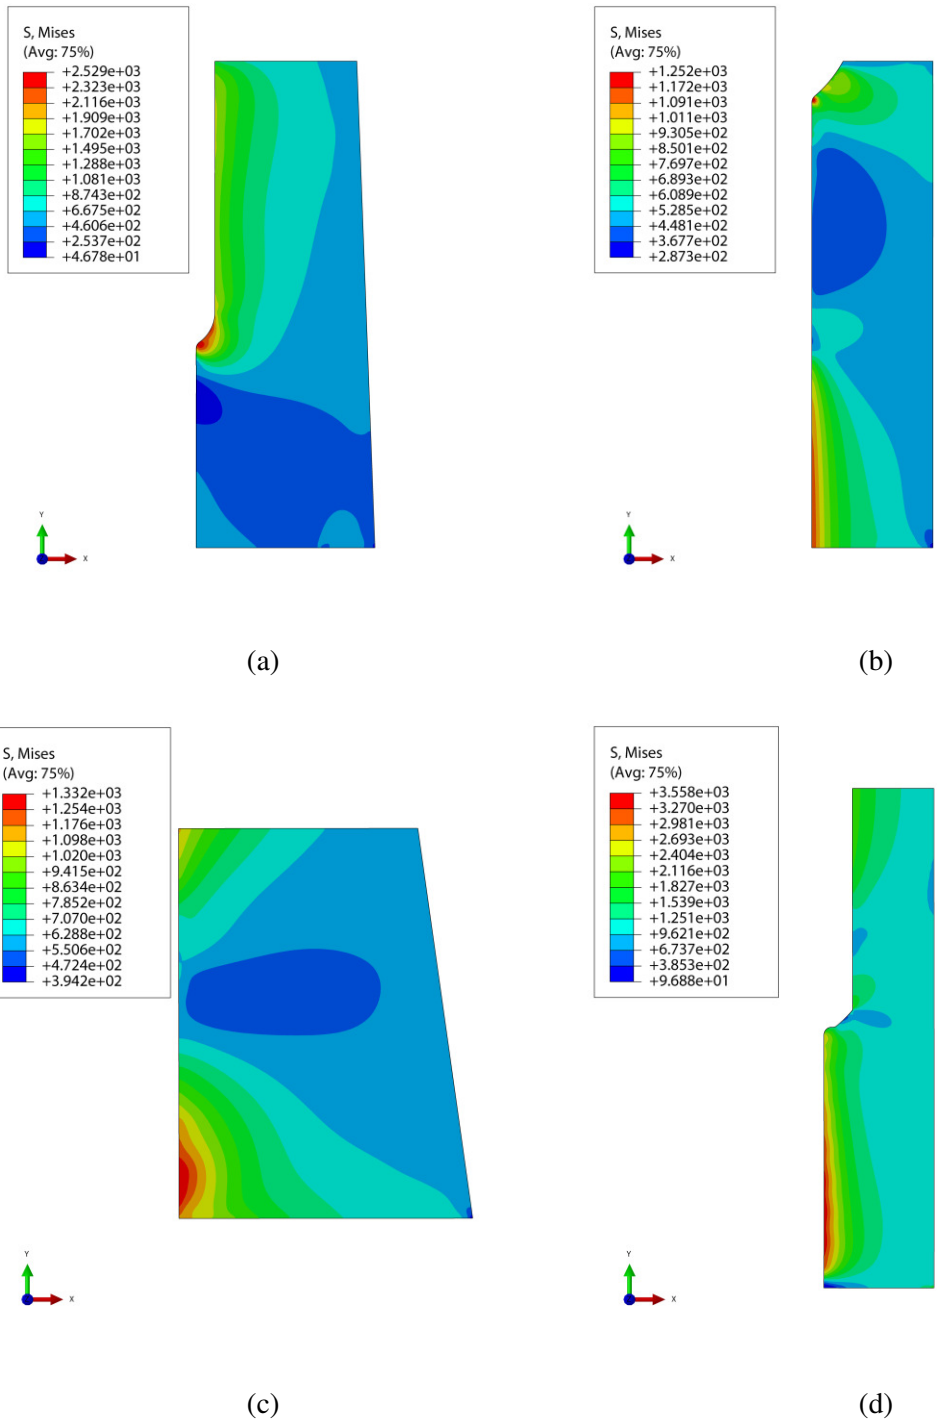 S, Mises
(Avg: 75%)
+2.529e+03
+2.323e+03
+2.116e+03
+1.909e+03
+1.702e+03
+1.495e+03
+1.288e+03
+1.081e+03
+8.743e+02
+6.675e+02
+4.606e+02
+2.537e+02
+4.678e+01
Y
X
(a)
S, Mises
(Avg: 75%)
+1.252e+03
+1.172e+03
+1.091e+03
+1.011e+03
+9.305e+02
+8.501e+02
+7.697e+02
+6.893e+02
+6.089e+02
+5.285e+02
+4.481e+02
+3.677e+02
+2.873e+02
Y
X
(b)
S, Mises
(Avg: 75%)
+1.332e+03
+1.254e+03
+1.176e+03
+1.098e+03
+1.020e+03
+9.415e+02
+8.634e+02
+7.852e+02
+7.070e+02
+6.288e+02
+5.506e+02
+4.724e+02
+3.942e+02
Y
X
(c)
S, Mises
(Avg: 75%)
+3.558e+03
+3.270e+03
+2.981e+03
+2.693e+03
+2.404e+03
+2.116e+03
+1.827e+03
+1.539e+03
+1.251e+03
+9.621e+02
+6.737e+02
+3.853e+02
+9.688e+01
Y
X
(d)